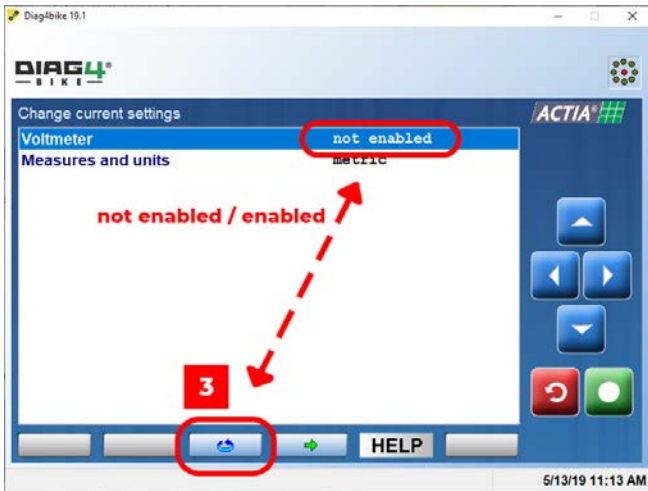 Diag4bike 19.1
DIAG4®
BIKE
Change current settings
ACTIA®
Voltmeter not enabled
Measures and units metric
not enabled / enabled
3
HELP
5/13/19 11:13 AM